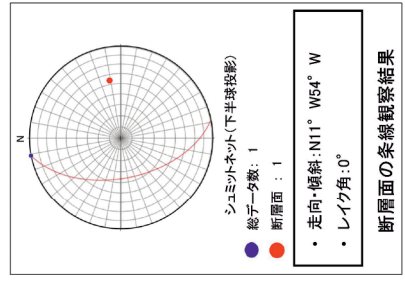 N
シュミットネット(下半球投影)
総データ数: 1
断層面 : 1
・ 走向・傾斜:N11°W54°W
・ レイク角:0°
断層面の条線観察結果